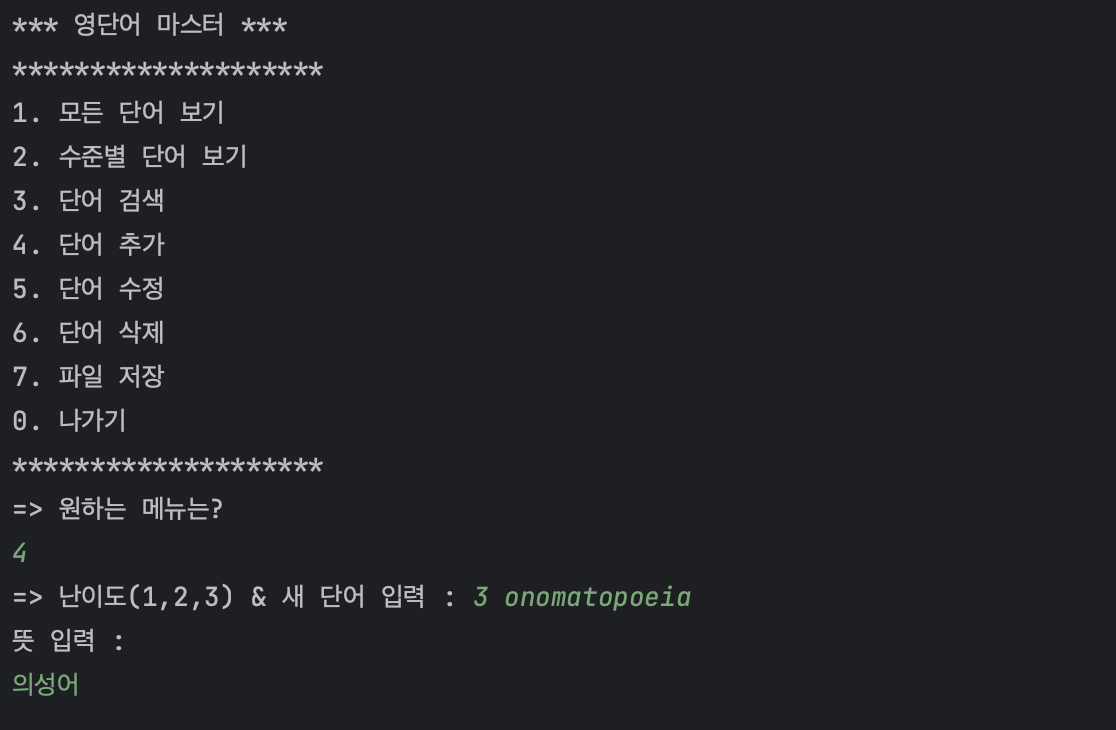 *** 영단어 마스터 ***
********************
1. 모든 단어 보기
2. 수준별 단어 보기
3. 단어 검색
4. 단어 추가
5. 단어 수정
6. 단어 삭제
7. 파일 저장
0. 나가기
********************
=> 원하는 메뉴는?
4
=> 난이도(1,2,3) & 새 단어 입력 : 3 onomatopoeia
뜻 입력 :
의성어